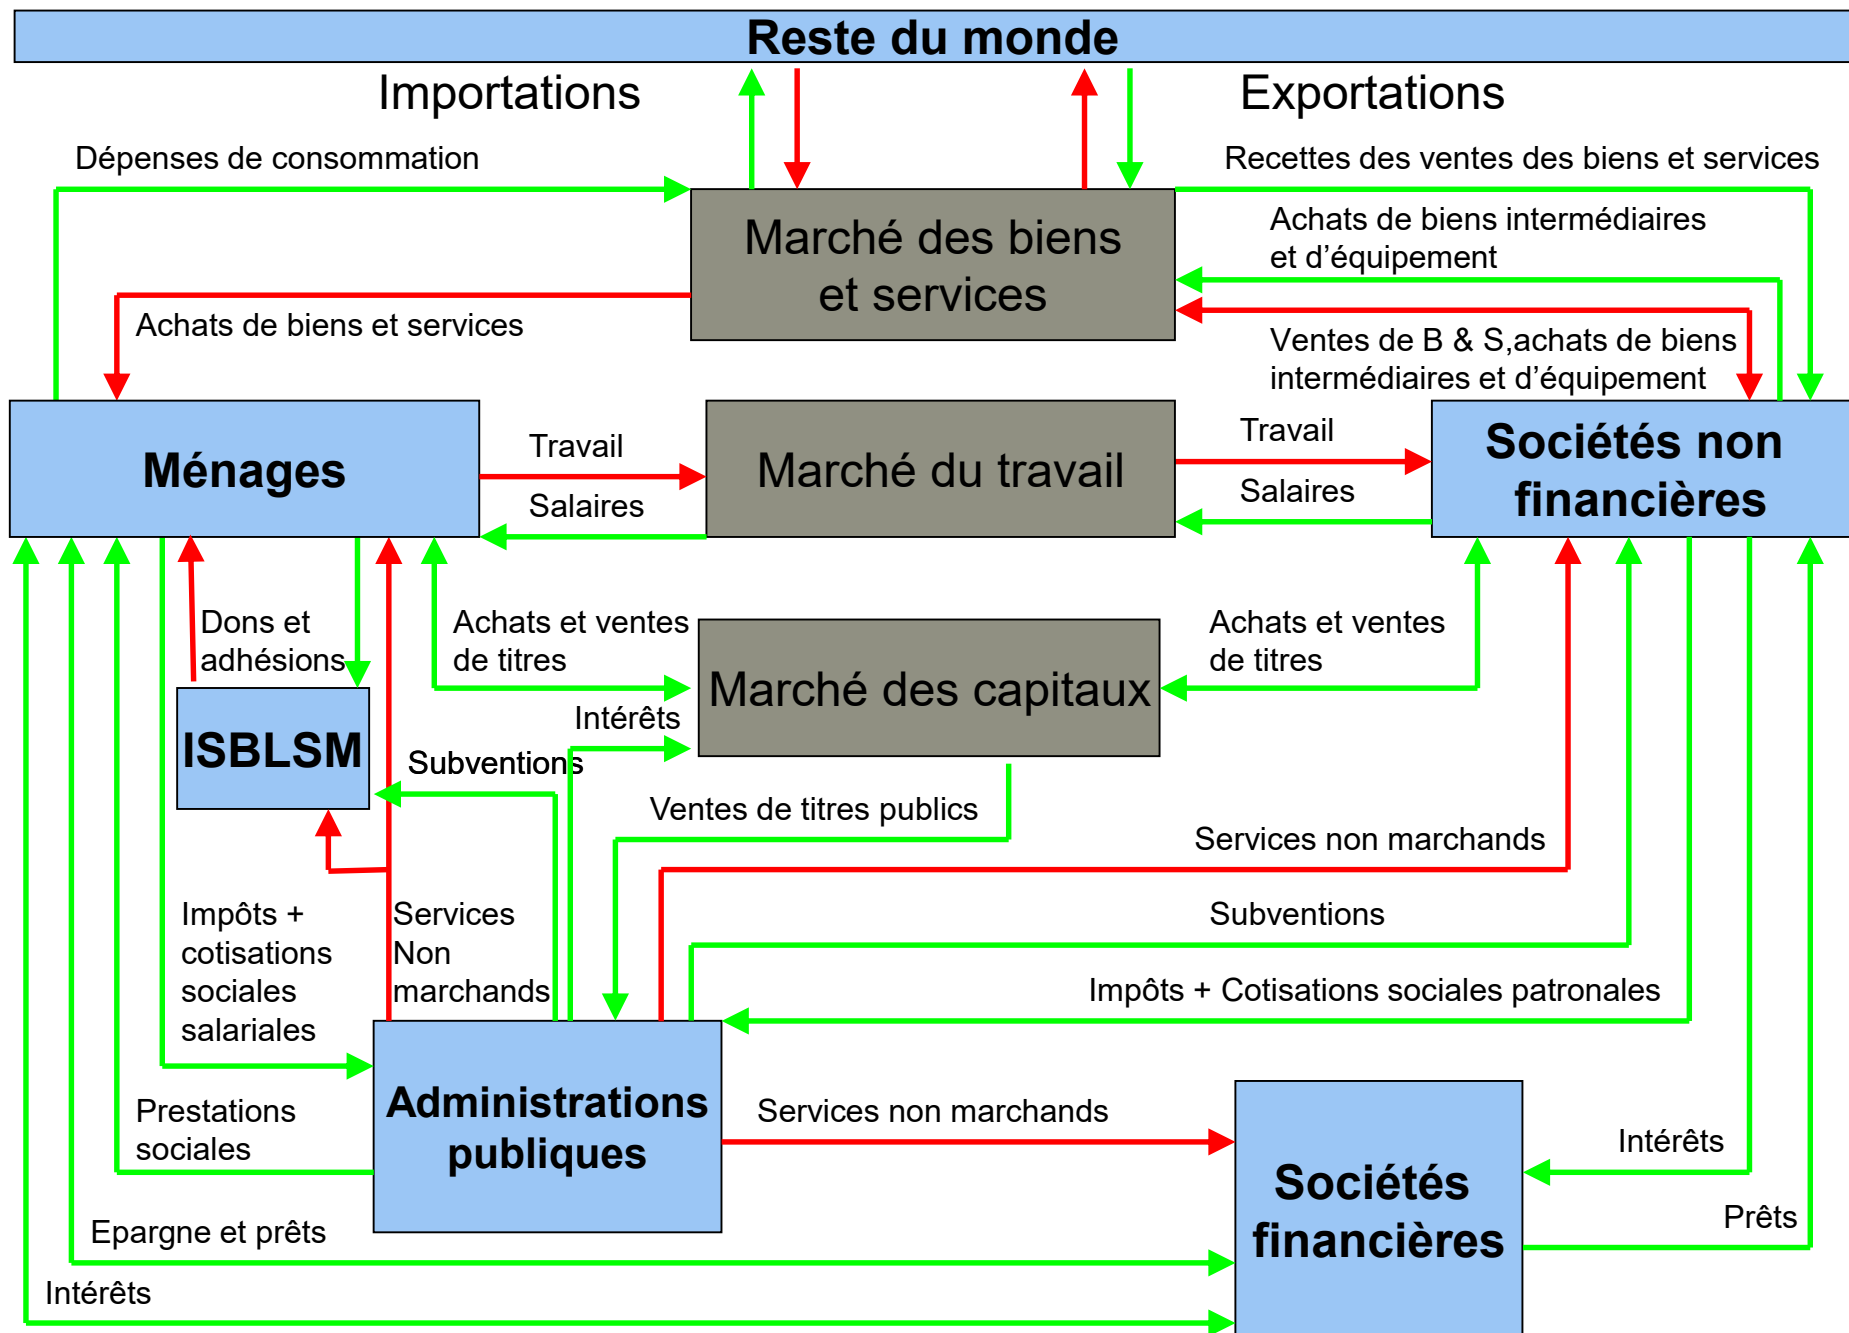 Reste du monde
Importations
Exportations
Dépenses de consommation
Recettes des ventes des biens et services
Marché des biens
et services
Achats de biens intermédiaires
et d'équipement
Achats de biens et services
Ventes de B & S,achats de biens
intermédiaires et d'équipement
Ménages
Travail
Salaires
Marché du travail
Travail
Salaires
Sociétés non
financières
Dons et
adhésions
Achats et ventes
de titres
Marché des capitaux
Achats et ventes
de titres
Intérêts
ISBLSM
Subventions
Ventes de titres publics
Services non marchands
Impôts +
cotisations
sociales
salariales
Services
Non
marchands
Subventions
Impôts + Cotisations sociales patronales
Administrations
publiques
Prestations
sociales
Services non marchands
Sociétés
financières
Intérêts
Prêts
Epargne et prêts
Intérêts